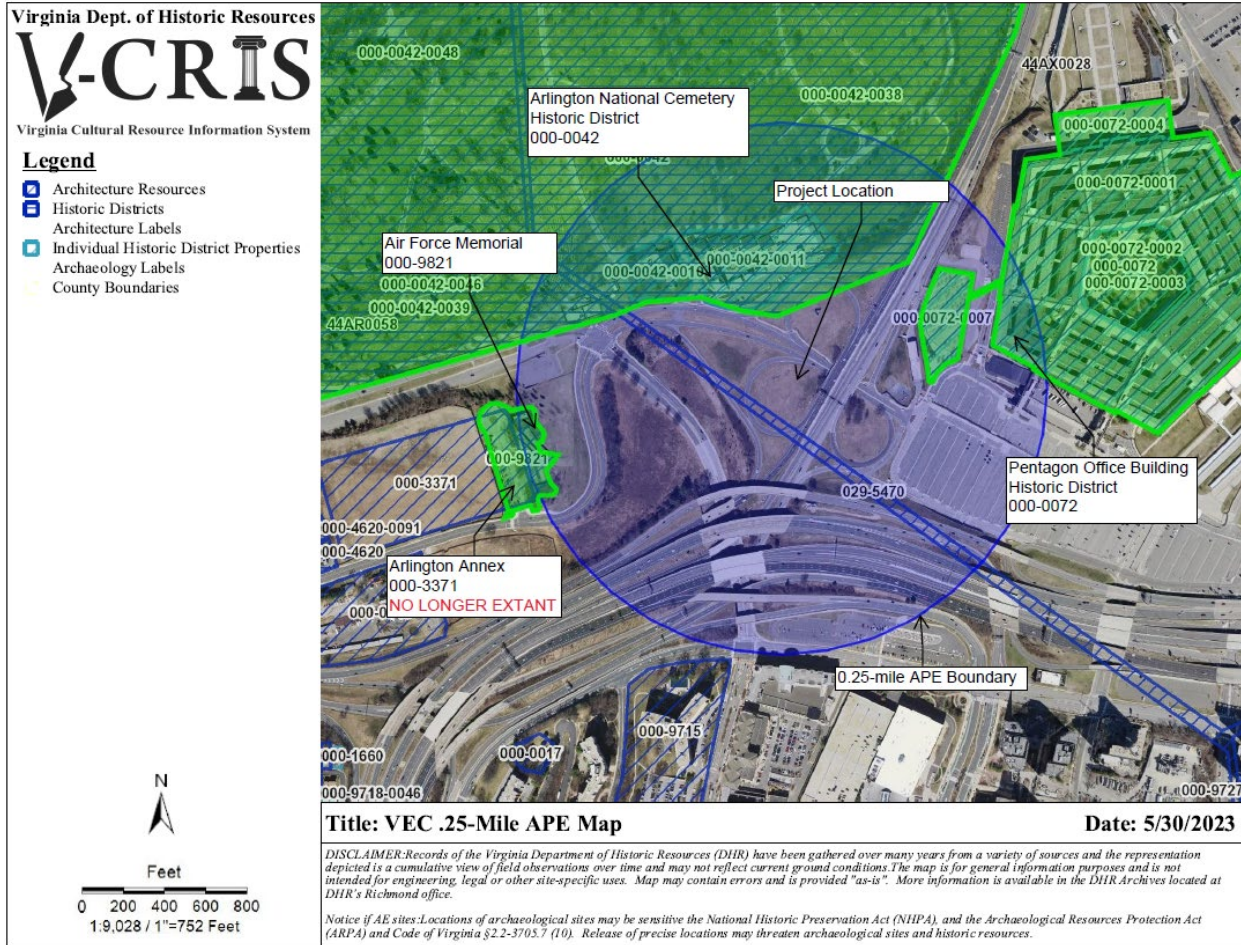 Virginia Dept. of Historic Resources
V-CRIS
Virginia Cultural Resource Information System
Legend
Architecture Resources
Historic Districts
Architecture Labels
Individual Historic District Properties
Archaeology Labels
County Boundaries
N
Feet
0 200 400 600 800
1:9,028 / 1"=752 Feet
000-0042-0048
44AX0028
000-0042-0038
Arlington National Cemetery
Historic District
000-0042
000-0072-0004
000-0072-0001
Project Location
Air Force Memorial
000-9821
000-0072-0002
000-0072
000-0072-0003
000-0042-0011
000-0042-0046
000-0042-0039
44AR0058
000-0072-0007
000-9821
000-3371
Pentagon Office Building
Historic District
000-0072
029-5470
000-4620-0091
000-4620
Arlington Annex
000-3371
NO LONGER EXTANT
0.25-mile APE Boundary
000-9715
000-0017
000-1660
000-9718-0046
000-9727
Title: VEC .25-Mile APE Map
Date: 5/30/2023
DISCLAIMER:Records of the Virginia Department of Historic Resources (DHR) have been gathered over many years from a variety of sources and the representation
depicted is a cumulative view of field observations over time and may not reflect current ground conditions.The map is for general information purposes and is not
intended for engineering, legal or other site-specific uses. Map may contain errors and is provided "as-is". More information is available in the DHR Archives located at
DHR's Richmond office.
Notice if AE sites:Locations of archaeological sites may be sensitive the National Historic Preservation Act (NHPA), and the Archaeological Resources Protection Act
(ARPA) and Code of Virginia §2.2-3705.7 (10). Release of precise locations may threaten archaeological sites and historic resources.